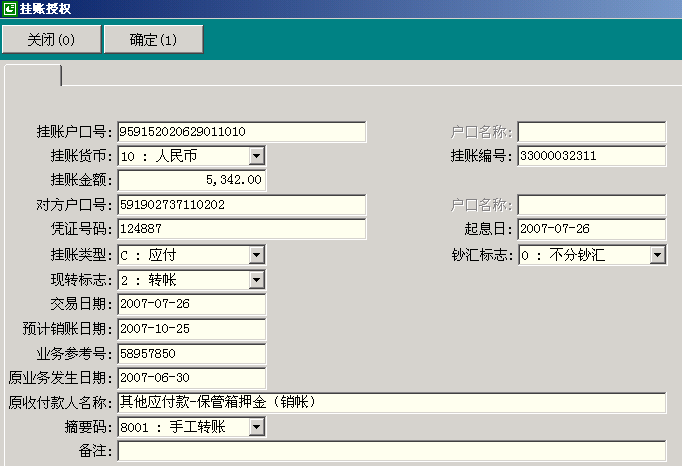 挂账授权
关闭(0) 确定(1)
挂账户口号: 959152020629011010 户口名称:
挂账货币: 10 : 人民币 挂账编号: 33000032311
挂账金额: 5,342.00
对方户口号: 591902737110202 户口名称:
凭证号码: 124887 起息日: 2007-07-26
挂账类型: C : 应付 钞汇标志: 0 : 不分钞汇
现转标志: 2 : 转帐
交易日期: 2007-07-26
预计销账日期: 2007-10-25
业务参考号: 58957850
原业务发生日期: 2007-06-30
原收付款人名称: 其他应付款-保管箱押金（销帐）
摘要码: 8001 : 手工转账
备注: